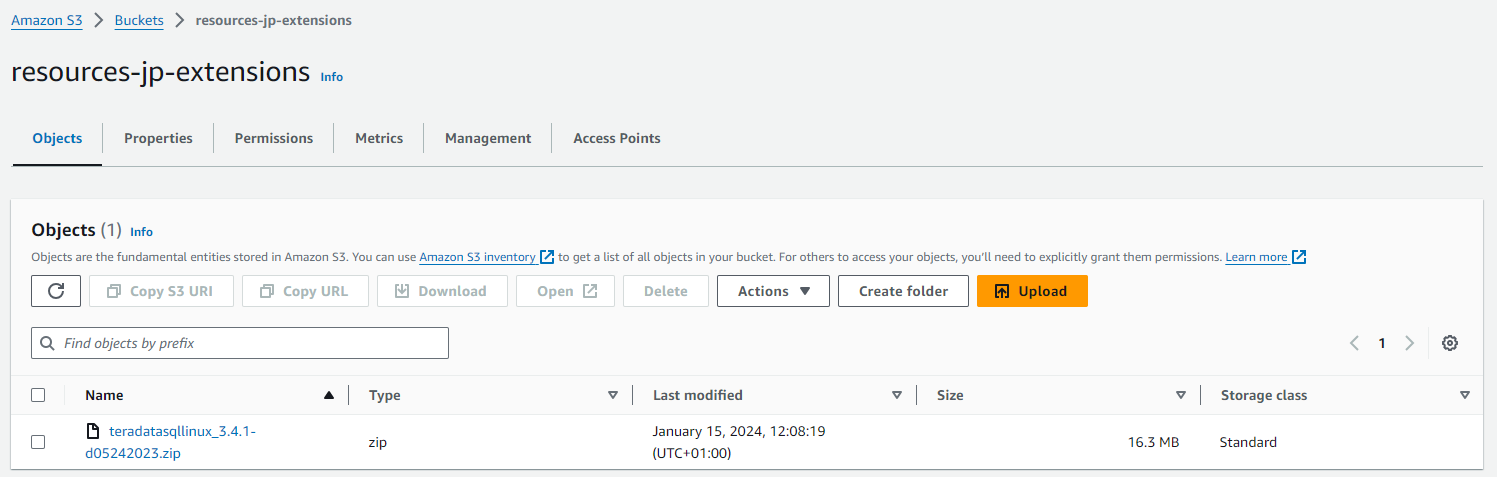 Amazon S3 > Buckets > resources-jp-extensions
resources-jp-extensions Info
Objects Properties Permissions Metrics Management Access Points
Objects (1) Info
Objects are the fundamental entities stored in Amazon S3. You can use Amazon S3 inventory to get a list of all objects in your bucket. For others to access your objects, you'll need to explicitly grant them permissions. Learn more
Copy S3 URI Copy URL Download Open Delete Actions Create folder Upload
Find objects by prefix 1
Name Type Last modified Size Storage class
teradatasqllinux_3.4.1-
d05242023.zip
zip
January 15, 2024, 12:08:19
(UTC+01:00)
16.3 MB
Standard